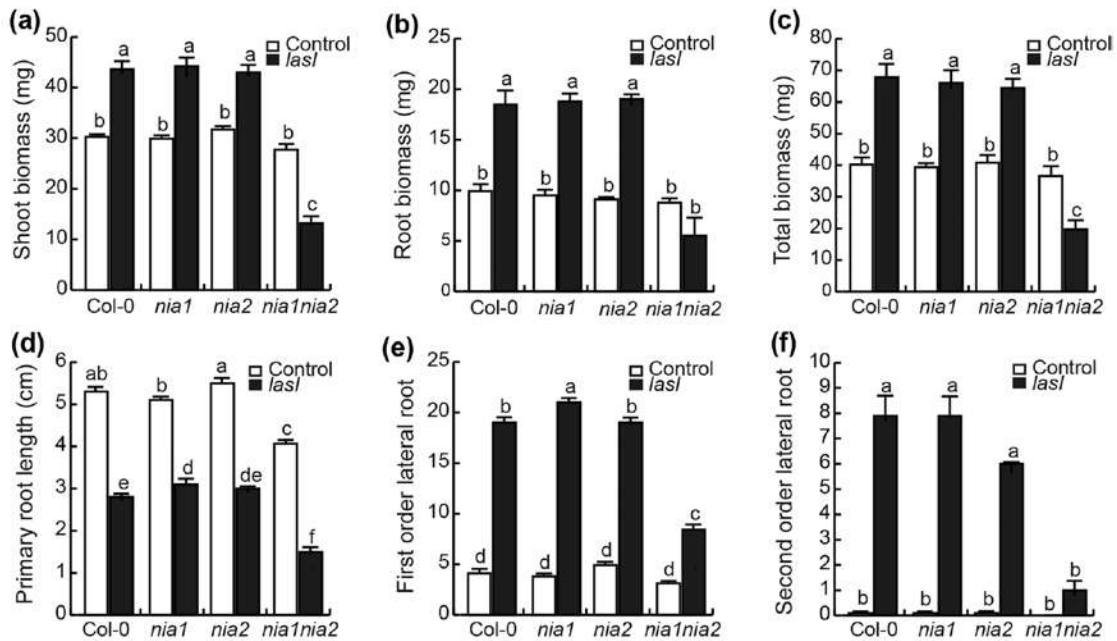 (a)
Shoot biomass (mg)
50
40
30
20
10
0
Control
lasI
b a b a b a b c
Col-0 nia1 nia2 nia1nia2
(b)
Root biomass (mg)
25
20
15
10
5
0
Control
lasI
b a b a b a b b
Col-0 nia1 nia2 nia1nia2
(c)
Total biomass (mg)
80
70
60
50
40
30
20
10
0
Control
lasI
b a b a b a b c
Col-0 nia1 nia2 nia1nia2
(d)
Primary root length (cm)
6
5
4
3
2
1
0
Control
lasI
ab e b d a de c f
Col-0 nia1 nia2 nia1nia2
(e)
First order lateral root
25
20
15
10
5
0
Control
lasI
d b d a d b d c
Col-0 nia1 nia2 nia1nia2
(f)
Second order lateral root
10
9
8
7
6
5
4
3
2
1
0
Control
lasI
b a b a b a b b
Col-0 nia1 nia2 nia1nia2